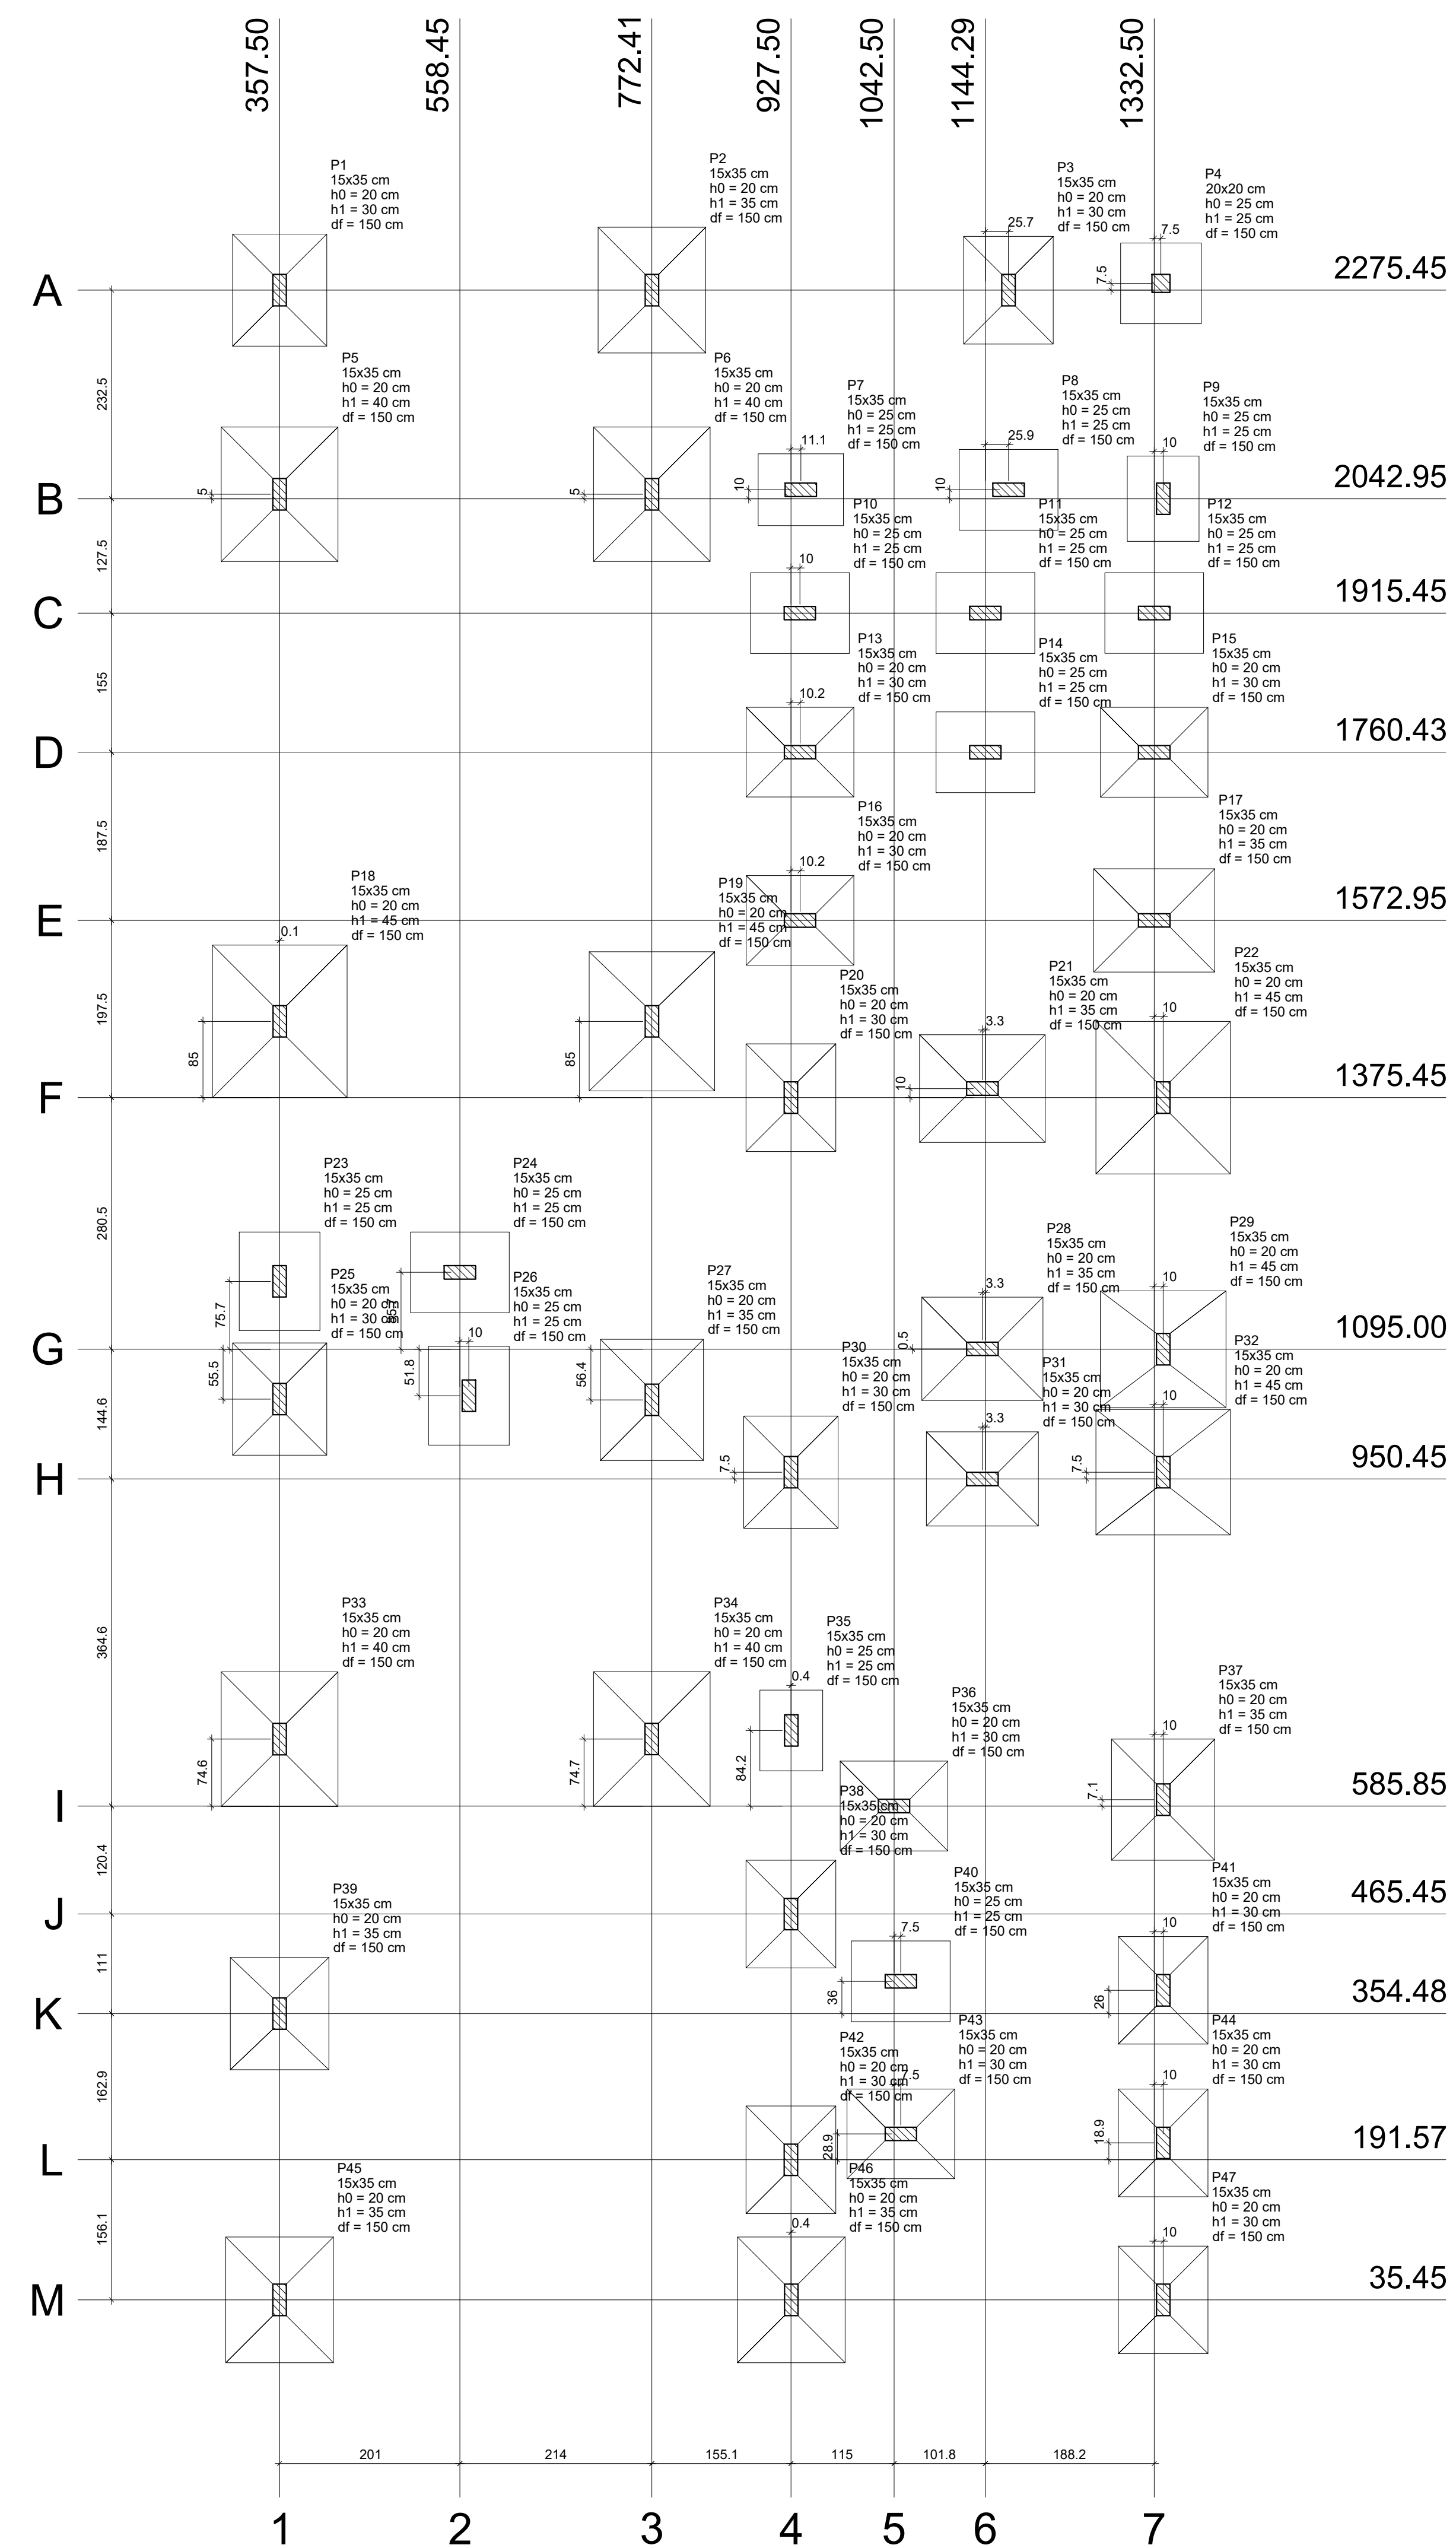 357.50
558.45
772.41
927.50
1042.50
1144.29
1332.50
P1
15x35 cm
h0 = 20 cm
h1 = 30 cm
df = 150 cm
P2
15x35 cm
h0 = 20 cm
h1 = 35 cm
df = 150 cm
P3
15x35 cm
h0 = 20 cm
h1 = 30 cm
df = 150 cm
25.7
P4
20x20 cm
h0 = 25 cm
h1 = 25 cm
df = 150 cm
7.5
7.5
A
2275.45
232.5
P5
15x35 cm
h0 = 20 cm
h1 = 40 cm
df = 150 cm
5
P6
15x35 cm
h0 = 20 cm
h1 = 40 cm
df = 150 cm
5
P7
15x35 cm
h0 = 25 cm
h1 = 25 cm
df = 150 cm
11.1
10
P8
15x35 cm
h0 = 25 cm
h1 = 25 cm
df = 150 cm
25.9
10
P9
15x35 cm
h0 = 25 cm
h1 = 25 cm
df = 150 cm
10
B
2042.95
127.5
P10
15x35 cm
h0 = 25 cm
h1 = 25 cm
df = 150 cm
10
P11
15x35 cm
h0 = 25 cm
h1 = 25 cm
df = 150 cm
P12
15x35 cm
h0 = 25 cm
h1 = 25 cm
df = 150 cm
C
1915.45
155
P13
15x35 cm
h0 = 20 cm
h1 = 30 cm
df = 150 cm
10.2
P14
15x35 cm
h0 = 25 cm
h1 = 25 cm
df = 150 cm
P15
15x35 cm
h0 = 20 cm
h1 = 30 cm
df = 150 cm
D
1760.43
187.5
P16
15x35 cm
h0 = 20 cm
h1 = 30 cm
df = 150 cm
10.2
P17
15x35 cm
h0 = 20 cm
h1 = 35 cm
df = 150 cm
E
1572.95
197.5
P18
15x35 cm
h0 = 20 cm
h1 = 45 cm
df = 150 cm
0.1
85
P19
15x35 cm
h0 = 20 cm
h1 = 45 cm
df = 150 cm
85
P20
15x35 cm
h0 = 20 cm
h1 = 30 cm
df = 150 cm
P21
15x35 cm
h0 = 20 cm
h1 = 35 cm
df = 150 cm
3.3
10
P22
15x35 cm
h0 = 20 cm
h1 = 45 cm
df = 150 cm
10
F
1375.45
280.5
P23
15x35 cm
h0 = 25 cm
h1 = 25 cm
df = 150 cm
75.7
P24
15x35 cm
h0 = 25 cm
h1 = 25 cm
df = 150 cm
P25
15x35 cm
h0 = 20 cm
h1 = 30 cm
df = 150 cm
55.5
P26
15x35 cm
h0 = 25 cm
h1 = 25 cm
df = 150 cm
10
51.8
P27
15x35 cm
h0 = 20 cm
h1 = 35 cm
df = 150 cm
56.4
P28
15x35 cm
h0 = 20 cm
h1 = 35 cm
df = 150 cm
3.3
0.5
P29
15x35 cm
h0 = 20 cm
h1 = 45 cm
df = 150 cm
10
G
1095.00
144.6
P30
15x35 cm
h0 = 20 cm
h1 = 30 cm
df = 150 cm
7.5
P31
15x35 cm
h0 = 20 cm
h1 = 30 cm
df = 150 cm
3.3
P32
15x35 cm
h0 = 20 cm
h1 = 45 cm
df = 150 cm
10
7.5
H
950.45
364.6
P33
15x35 cm
h0 = 20 cm
h1 = 40 cm
df = 150 cm
74.6
P34
15x35 cm
h0 = 20 cm
h1 = 40 cm
df = 150 cm
74.7
P35
15x35 cm
h0 = 25 cm
h1 = 25 cm
df = 150 cm
0.4
84.2
P36
15x35 cm
h0 = 20 cm
h1 = 30 cm
df = 150 cm
P37
15x35 cm
h0 = 20 cm
h1 = 35 cm
df = 150 cm
10
7.1
I
585.85
120.4
P38
15x35 cm
h0 = 20 cm
h1 = 30 cm
df = 150 cm
J
465.45
111
P39
15x35 cm
h0 = 20 cm
h1 = 35 cm
df = 150 cm
P40
15x35 cm
h0 = 25 cm
h1 = 25 cm
df = 150 cm
7.5
36
P41
15x35 cm
h0 = 20 cm
h1 = 30 cm
df = 150 cm
10
26
K
354.48
162.9
P42
15x35 cm
h0 = 20 cm
h1 = 30 cm
df = 150 cm
P43
15x35 cm
h0 = 20 cm
h1 = 30 cm
df = 150 cm
7.5
28.9
P44
15x35 cm
h0 = 20 cm
h1 = 30 cm
df = 150 cm
10
18.9
L
191.57
156.1
P45
15x35 cm
h0 = 20 cm
h1 = 35 cm
df = 150 cm
P46
15x35 cm
h0 = 20 cm
h1 = 35 cm
df = 150 cm
0.4
P47
15x35 cm
h0 = 20 cm
h1 = 30 cm
df = 150 cm
10
M
35.45
201
214
155.1
115
101.8
188.2
1
2
3
4
5
6
7